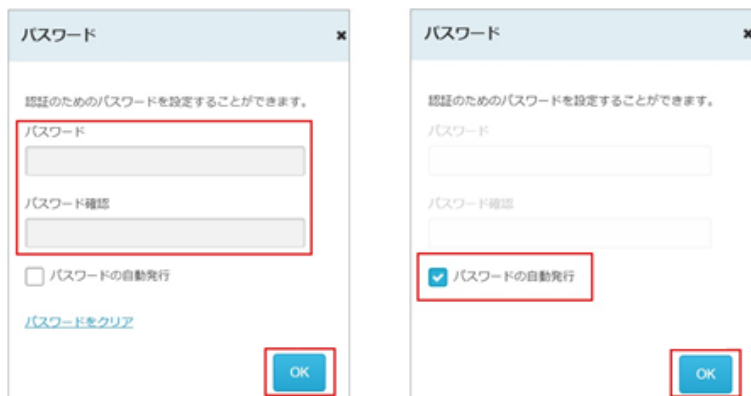 パスワード
認証のためのパスワードを設定することができます。
パスワード
パスワード確認
パスワードの自動発行
パスワードをクリア
OK
パスワード
認証のためのパスワードを設定することができます。
パスワード
パスワード確認
パスワードの自動発行
OK